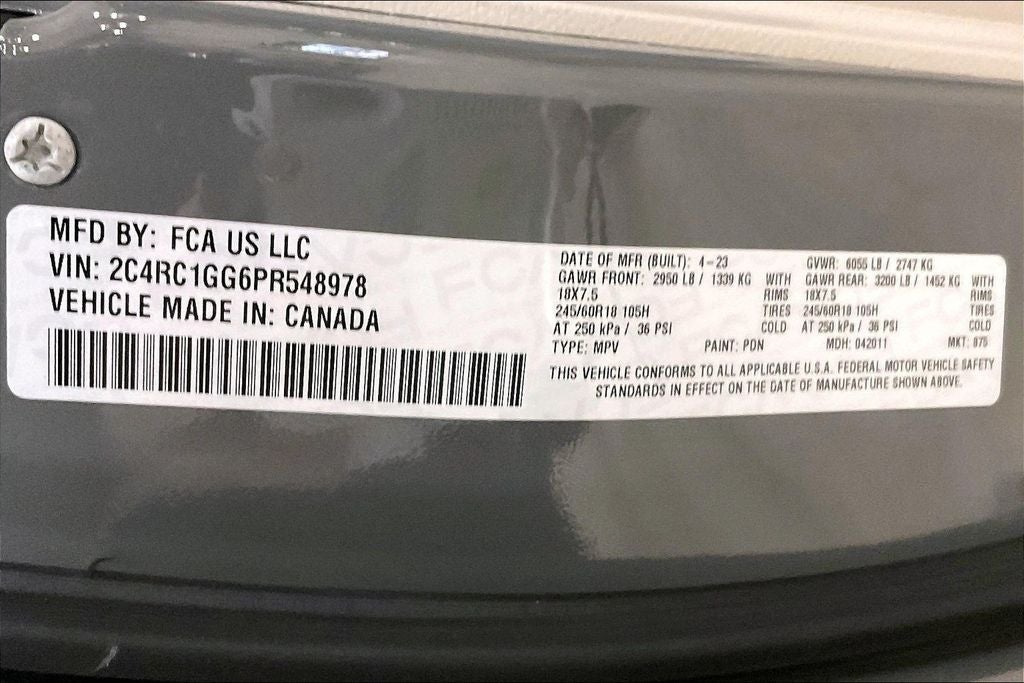 MFD BY: FCA US LLC
VIN: 2C4RC1GG6PR548978
VEHICLE MADE IN: CANADA
DATE OF MFR (BUILT): 4-23 GVWR: 6055 LB / 2747 KG
GAWR FRONT: 2950 LB / 1339 KG WITH GAWR REAR: 3200 LB / 1452 KG WITH
18X7.5 RIMS 18X7.5 RIMS
245/60R18 105H TIRES 245/60R18 105H TIRES
AT 250 kPa / 36 PSI COLD AT 250 kPa / 36 PSI COLD
TYPE: MPV PAINT: PDN MDH: 042011 MKT: 875
THIS VEHICLE CONFORMS TO ALL APPLICABLE U.S.A. FEDERAL MOTOR VEHICLE SAFETY
STANDARDS IN EFFECT ON THE DATE OF MANUFACTURE SHOWN ABOVE.